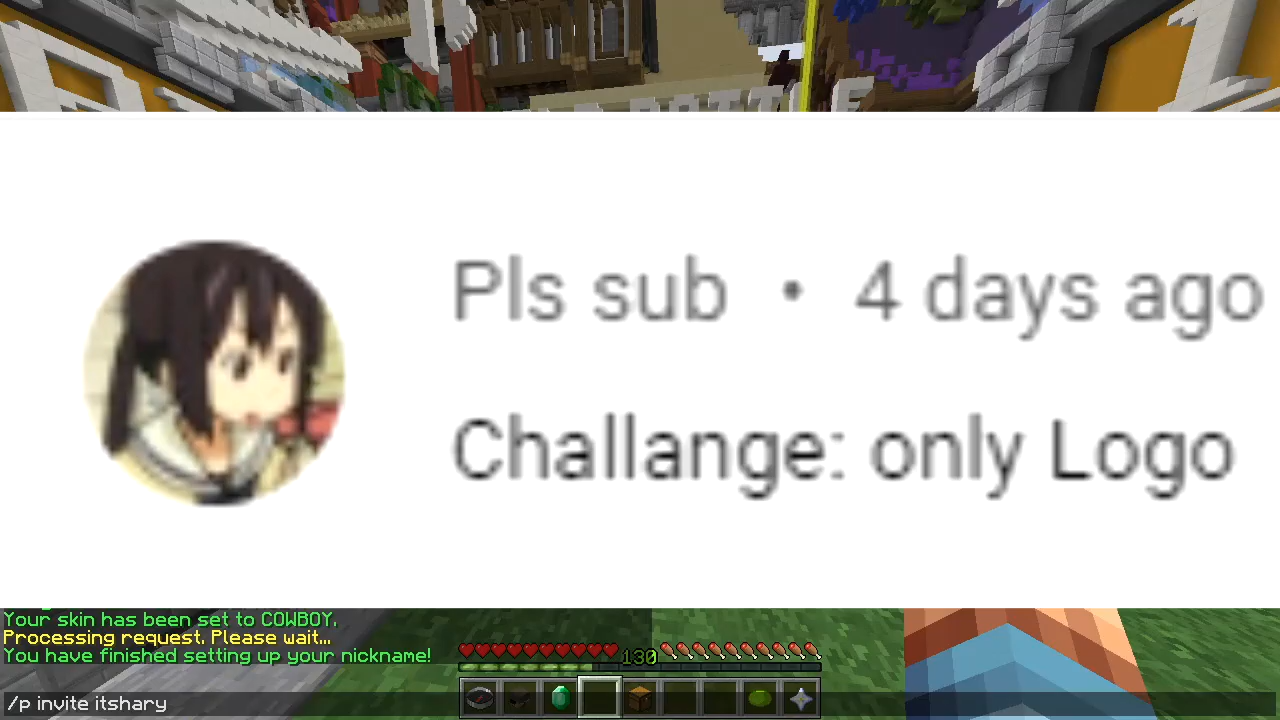 Pls sub • 4 days ago
Challange: only Logo
Your skin has been set to COWBOY.
Processing request. Please wait...
You have finished setting up your nickname!
130
/p invite itshary